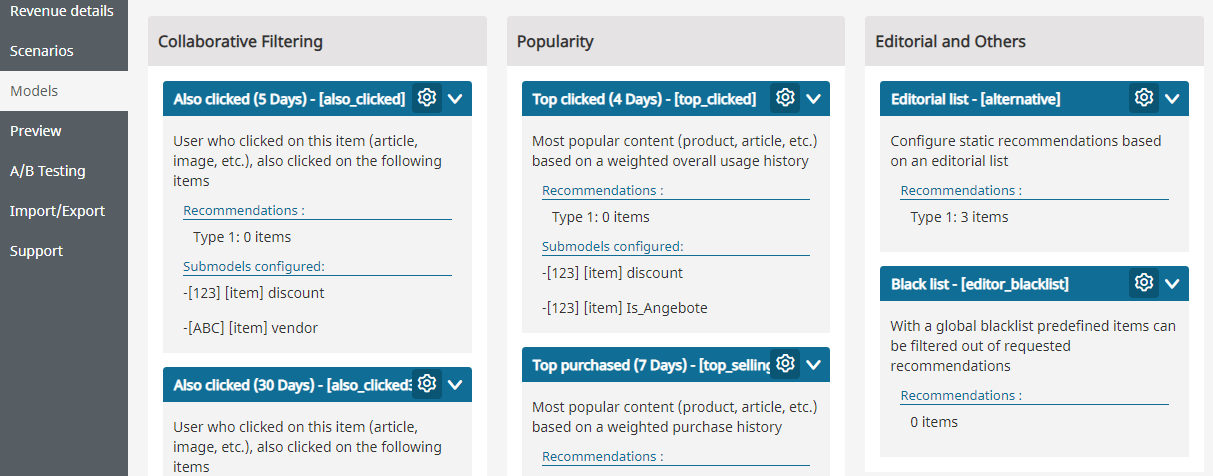 Revenue details
Scenarios
Models
Preview
A/B Testing
Import/Export
Support
Collaborative Filtering
Also clicked (5 Days) - [also_clicked]
User who clicked on this item (article,
image, etc.), also clicked on the following
items
Recommendations :
Type 1: 0 items
Submodels configured:
-[123] [item] discount
-[ABC] [item] vendor
Also clicked (30 Days) - [also_clicked3
User who clicked on this item (article,
image, etc.), also clicked on the following
items
Popularity
Top clicked (4 Days) - [top_clicked]
Most popular content (product, article, etc.)
based on a weighted overall usage history
Recommendations :
Type 1: 0 items
Submodels configured:
-[123] [item] discount
-[123] [item] Is_Angebote
Top purchased (7 Days) - [top_selling
Most popular content (product, article, etc.)
based on a weighted purchase history
Recommendations :
Editorial and Others
Editorial list - [alternative]
Configure static recommendations based
on an editorial list
Recommendations :
Type 1: 3 items
Black list - [editor_blacklist]
With a global blacklist predefined items can
be filtered out of requested
recommendations
Recommendations :
0 items